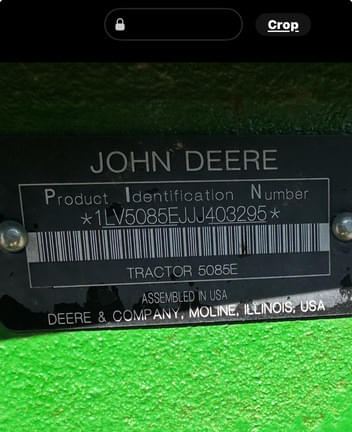 Crop
JOHN DEERE
Product Identification Number
*1LV5085EJJJ403295*
TRACTOR 5085E
ASSEMBLED IN USA
DEERE & COMPANY, MOLINE, ILLINOIS, USA